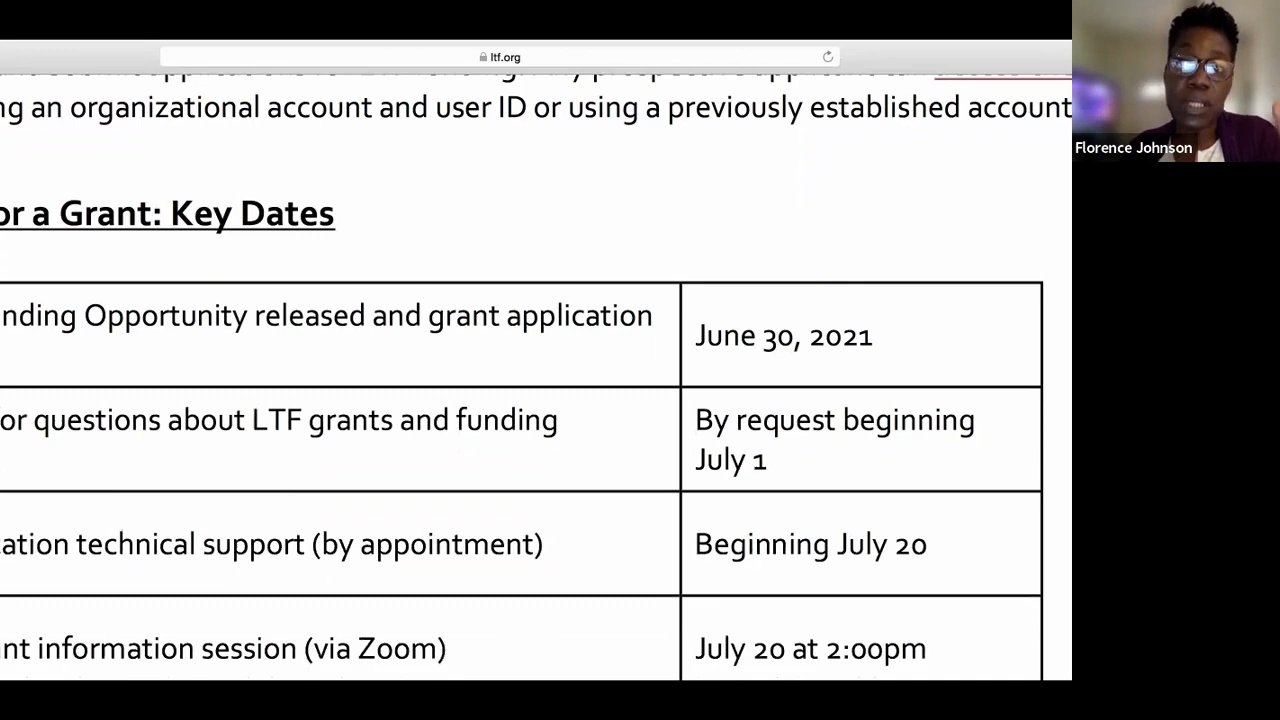 ltf.org
ng an organizational account and user ID or using a previously established account
or a Grant: Key Dates
nding Opportunity released and grant application
June 30, 2021
or questions about LTF grants and funding
By request beginning
July 1
ation technical support (by appointment)
Beginning July 20
nt information session (via Zoom)
July 20 at 2:00pm
Florence Johnson